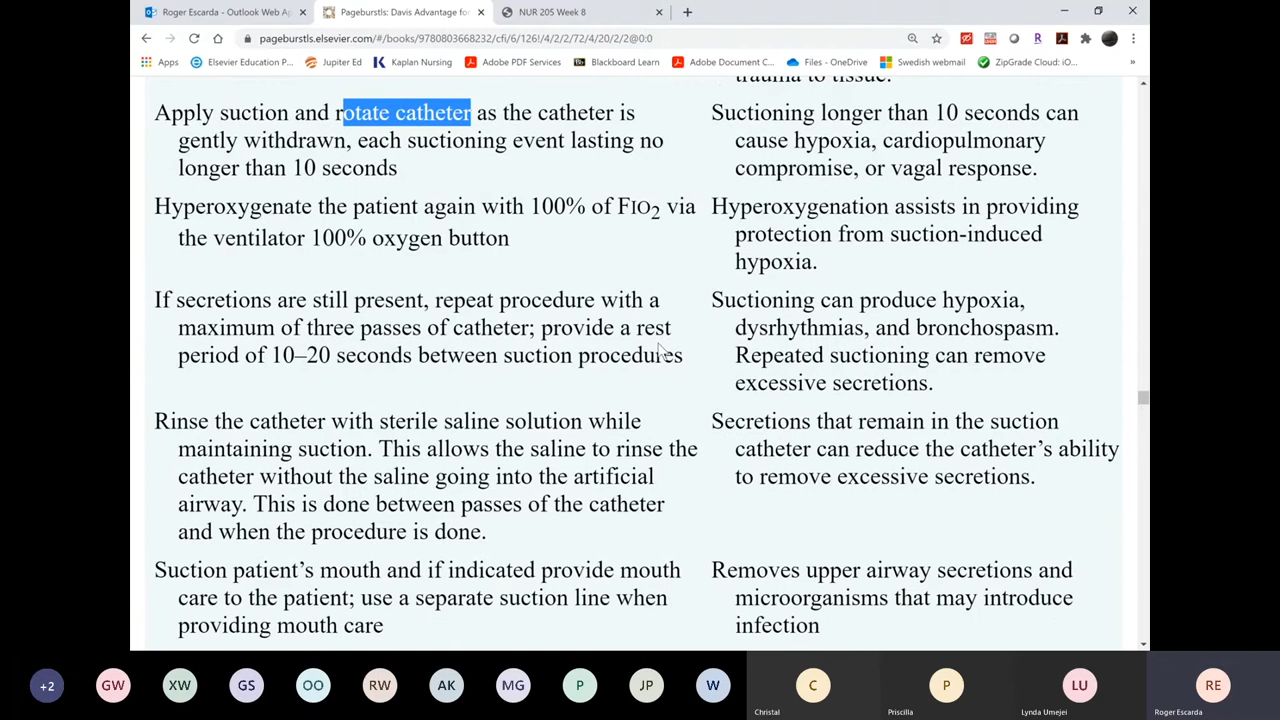 Roger Escarda - Outlook Web Ap
Pageburstls: Davis Advantage for
NUR 205 Week 8
pageburstls.elsevier.com/#/books/9780803668232/cfi/6/126!/4/2/2/72/4/20/2/2@0:0
Apps
Elsevier Education P...
Jupiter Ed
Kaplan Nursing
Adobe PDF Services
Blackboard Learn
Adobe Document C...
Files - OneDrive
Swedish webmail
ZipGrade Cloud: iO...
»
trauma to tissue.
Apply suction and rotate catheter as the catheter is
gently withdrawn, each suctioning event lasting no
longer than 10 seconds
Suctioning longer than 10 seconds can
cause hypoxia, cardiopulmonary
compromise, or vagal response.
Hyperoxygenate the patient again with 100% of FIO2 via
the ventilator 100% oxygen button
Hyperoxygenation assists in providing
protection from suction-induced
hypoxia.
If secretions are still present, repeat procedure with a
maximum of three passes of catheter; provide a rest
period of 10–20 seconds between suction procedures
Suctioning can produce hypoxia,
dysrhythmias, and bronchospasm.
Repeated suctioning can remove
excessive secretions.
Rinse the catheter with sterile saline solution while
maintaining suction. This allows the saline to rinse the
catheter without the saline going into the artificial
airway. This is done between passes of the catheter
and when the procedure is done.
Secretions that remain in the suction
catheter can reduce the catheter’s ability
to remove excessive secretions.
Suction patient’s mouth and if indicated provide mouth
care to the patient; use a separate suction line when
providing mouth care
Removes upper airway secretions and
microorganisms that may introduce
infection
+2
GW
XW
GS
OO
RW
AK
MG
P
JP
W
C
Christal
P
Priscilla
LU
Lynda Umejei
RE
Roger Escarda